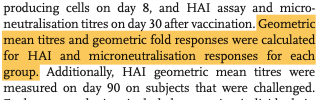 producing cells on day 8, and HAI assay and micro-
neutralisation titres on day 30 after vaccination. Geometric
mean titres and geometric fold responses were calculated
for HAI and microneutralisation responses for each
group. Additionally, HAI geometric mean titres were
measured on day 90 on subjects that were challenged.